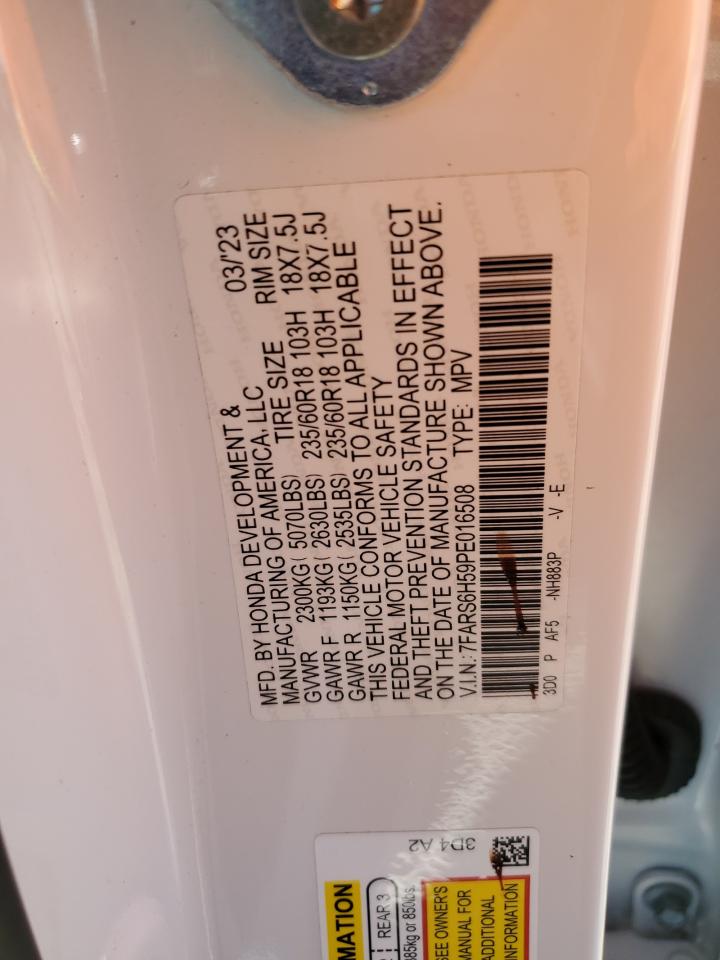 MFD. BY HONDA DEVELOPMENT & 03/'23
MANUFACTURING OF AMERICA, LLC RIM SIZE
GVWR 2300KG( 5070LBS) TIRE SIZE
GAWR F 1193KG( 2630LBS) 235/60R18 103H 18X7.5J
GAWR R 1150KG( 2535LBS) 235/60R18 103H 18X7.5J
THIS VEHICLE CONFORMS TO ALL APPLICABLE
FEDERAL MOTOR VEHICLE SAFETY
AND THEFT PREVENTION STANDARDS IN EFFECT
ON THE DATE OF MANUFACTURE SHOWN ABOVE.
V.I.N.: 7FARS6H59PE016508 TYPE: MPV
3D0 P AF5 -NH883P -V -E
3D4 A2
MATION
REAR 3
385kg or 850lbs.
SEE OWNER'S
MANUAL FOR
ADDITIONAL
INFORMATION